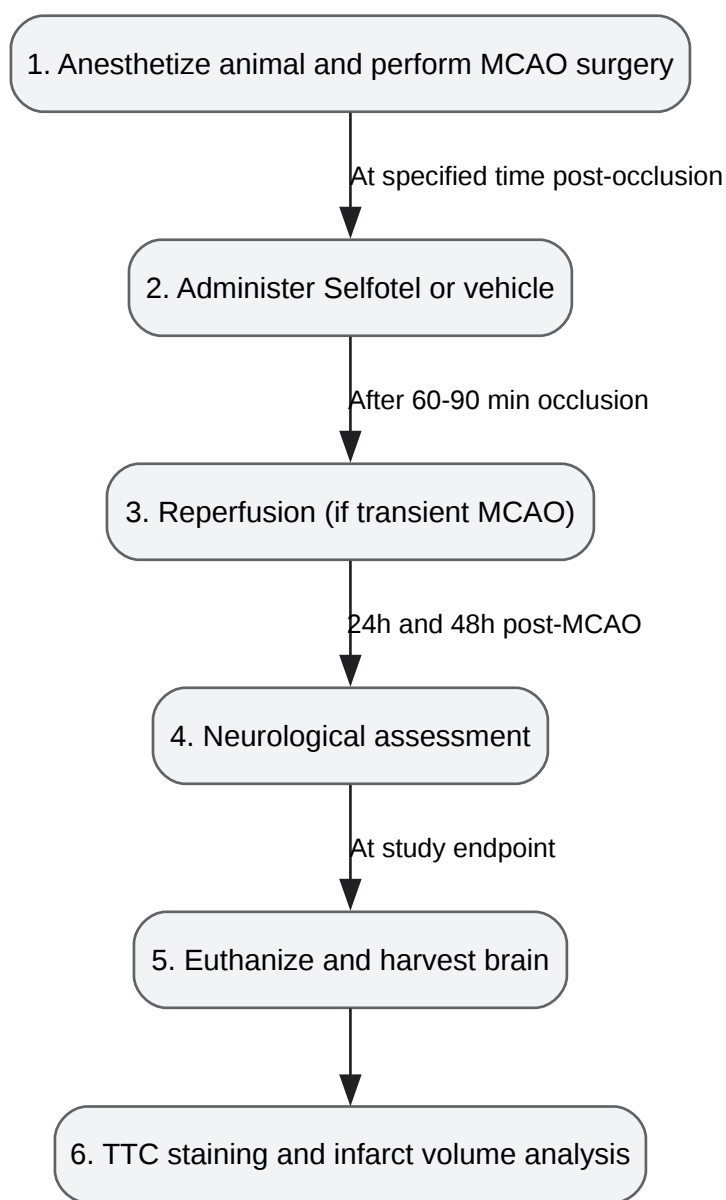 1. Anesthetize animal and perform MCAO surgery
At specified time post-occlusion
2. Administer Selfotel or vehicle
After 60-90 min occlusion
3. Reperfusion (if transient MCAO)
24h and 48h post-MCAO
4. Neurological assessment
At study endpoint
5. Euthanize and harvest brain
6. TTC staining and infarct volume analysis